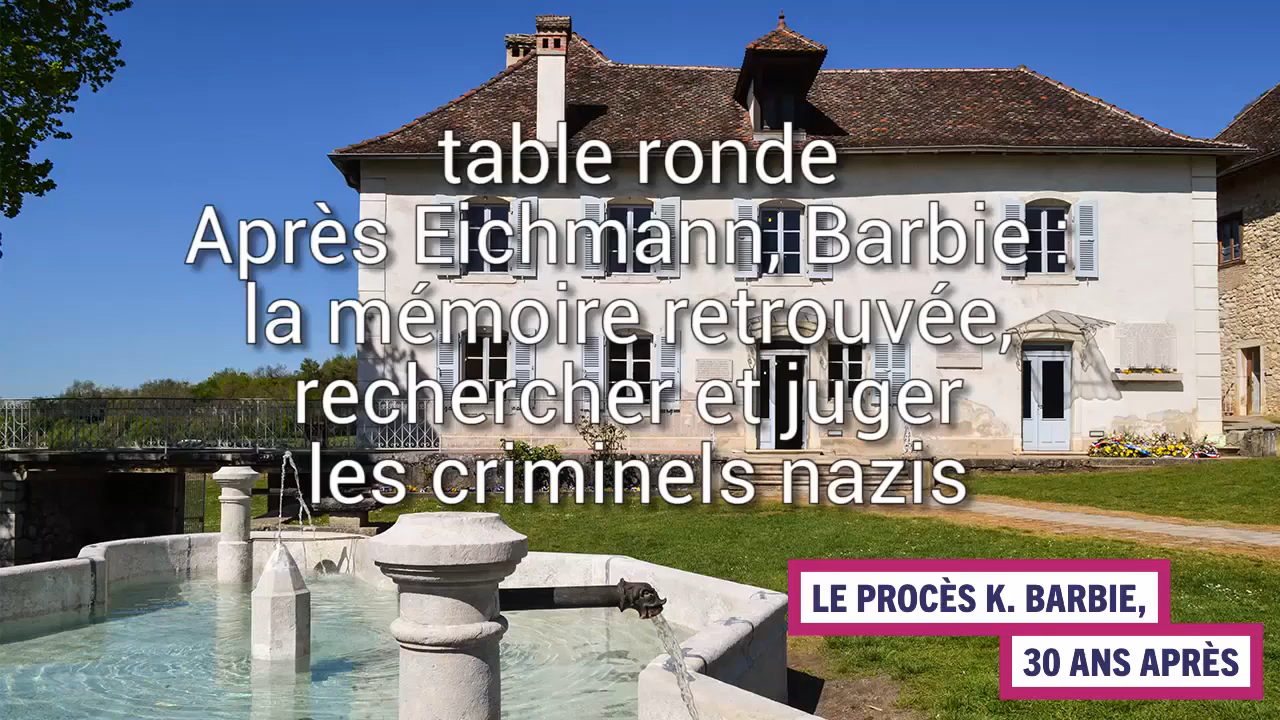 table ronde
Après Eichmann, Barbie :
la mémoire retrouvée,
rechercher et juger
les criminels nazis
LE PROCÈS K. BARBIE,
30 ANS APRÈS